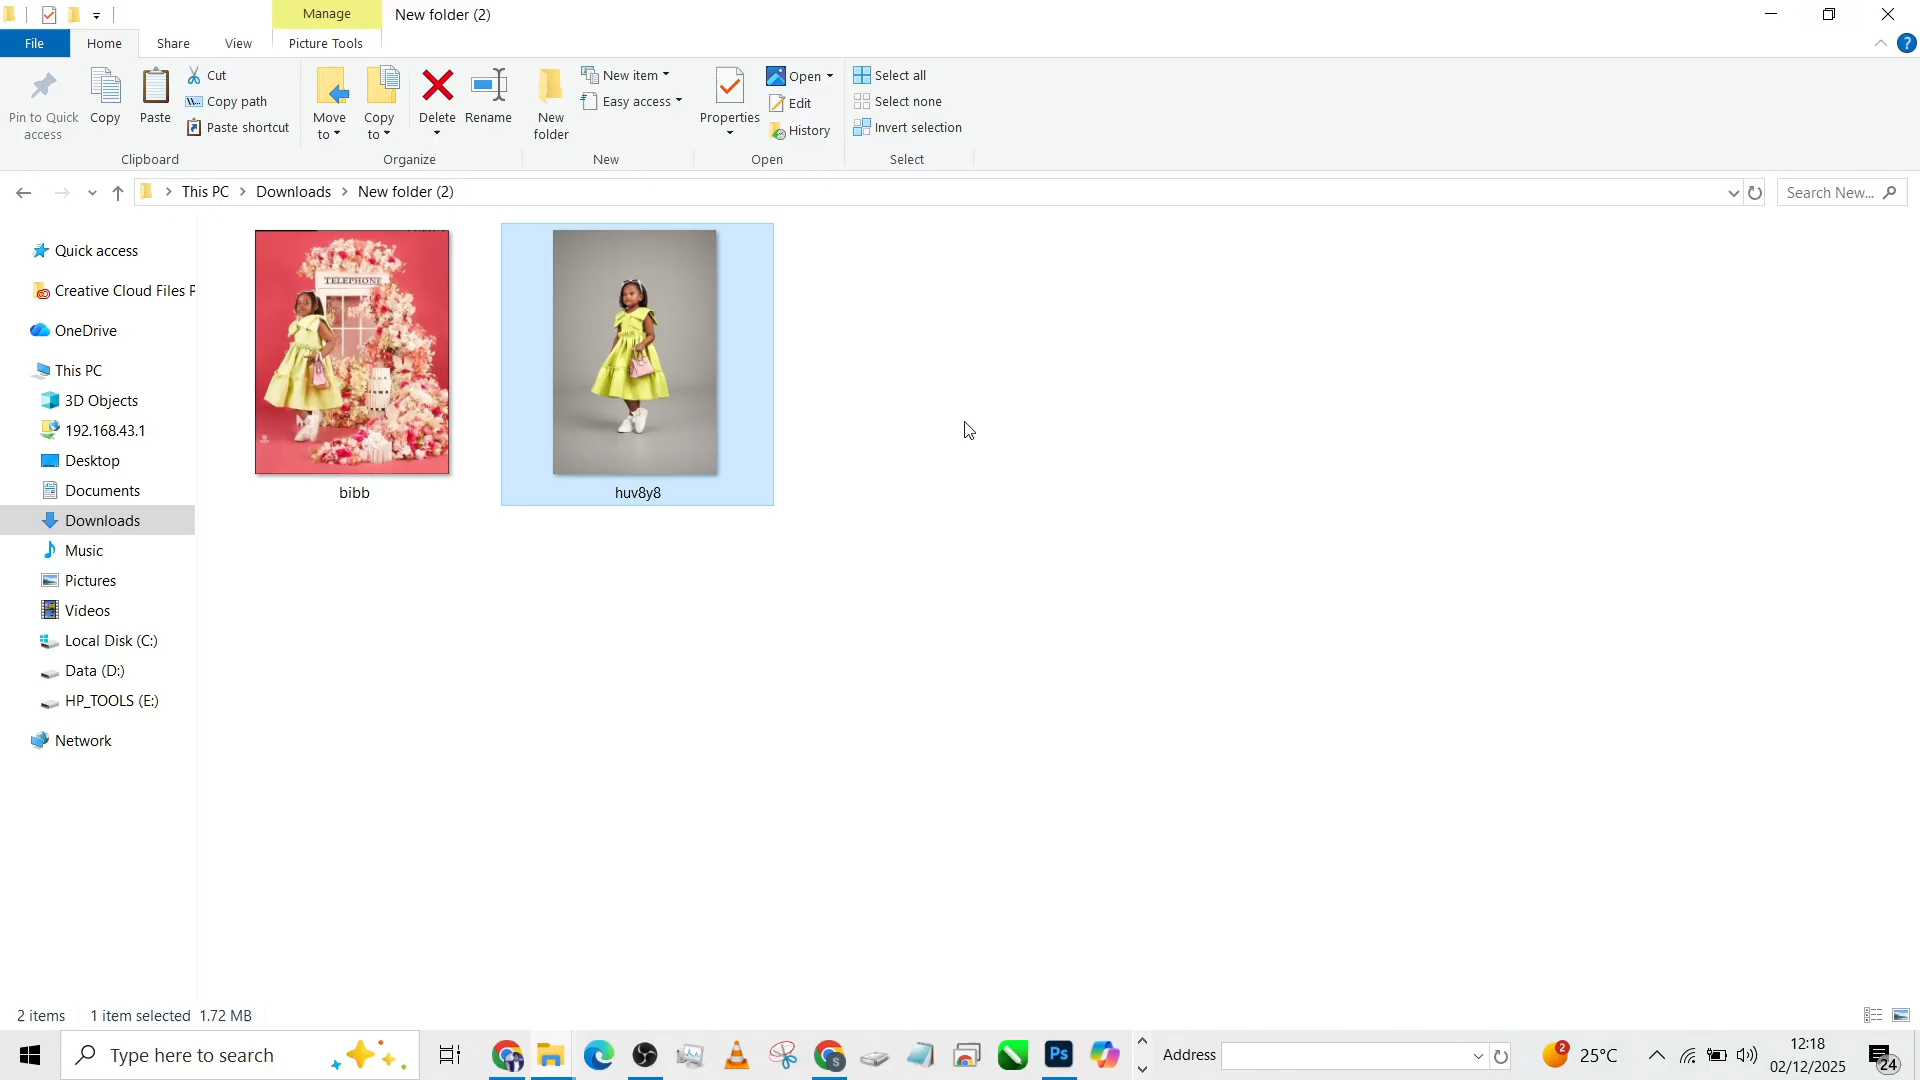 Manage
New folder (2)
File
Home
Share
View
Picture Tools
Pin to Quick
access
Copy
Paste
Cut
Copy path
Paste shortcut
Clipboard
Move
to
Copy
to
Delete
Rename
Organize
New
folder
New item
Easy access
New
Properties
Open
Edit
History
Open
Select all
Select none
Invert selection
Select
This PC
Downloads
New folder (2)
Search New...
Quick access
Creative Cloud Files P
OneDrive
This PC
3D Objects
192.168.43.1
Desktop
Documents
Downloads
Music
Pictures
Videos
Local Disk (C:)
Data (D:)
HP_TOOLS (E:)
Network
TELEPHONE
bibb
huv8y8
2 items
1 item selected 1.72 MB
Type here to search
S
Ps
Address
2
25°C
12:18
02/12/2025
24